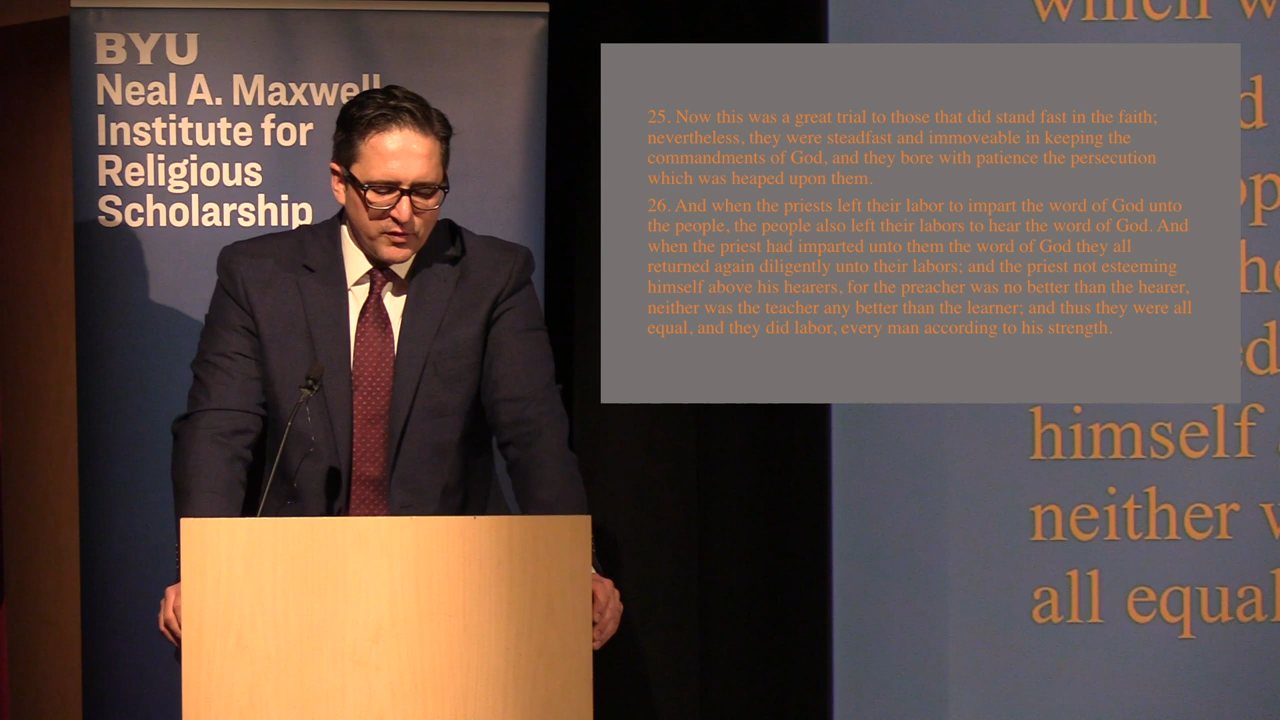 BYU
Neal A. Maxwell
Institute for
Religious
Scholarship
25. Now this was a great trial to those that did stand fast in the faith;
nevertheless, they were steadfast and immoveable in keeping the
commandments of God, and they bore with patience the persecution
which was heaped upon them.
26. And when the priests left their labor to impart the word of God unto
the people, the people also left their labors to hear the word of God. And
when the priest had imparted unto them the word of God they all
returned again diligently unto their labors; and the priest not esteeming
himself above his hearers, for the preacher was no better than the hearer,
neither was the teacher any better than the learner; and thus they were all
equal, and they did labor, every man according to his strength.
which
himself
neither
all equal